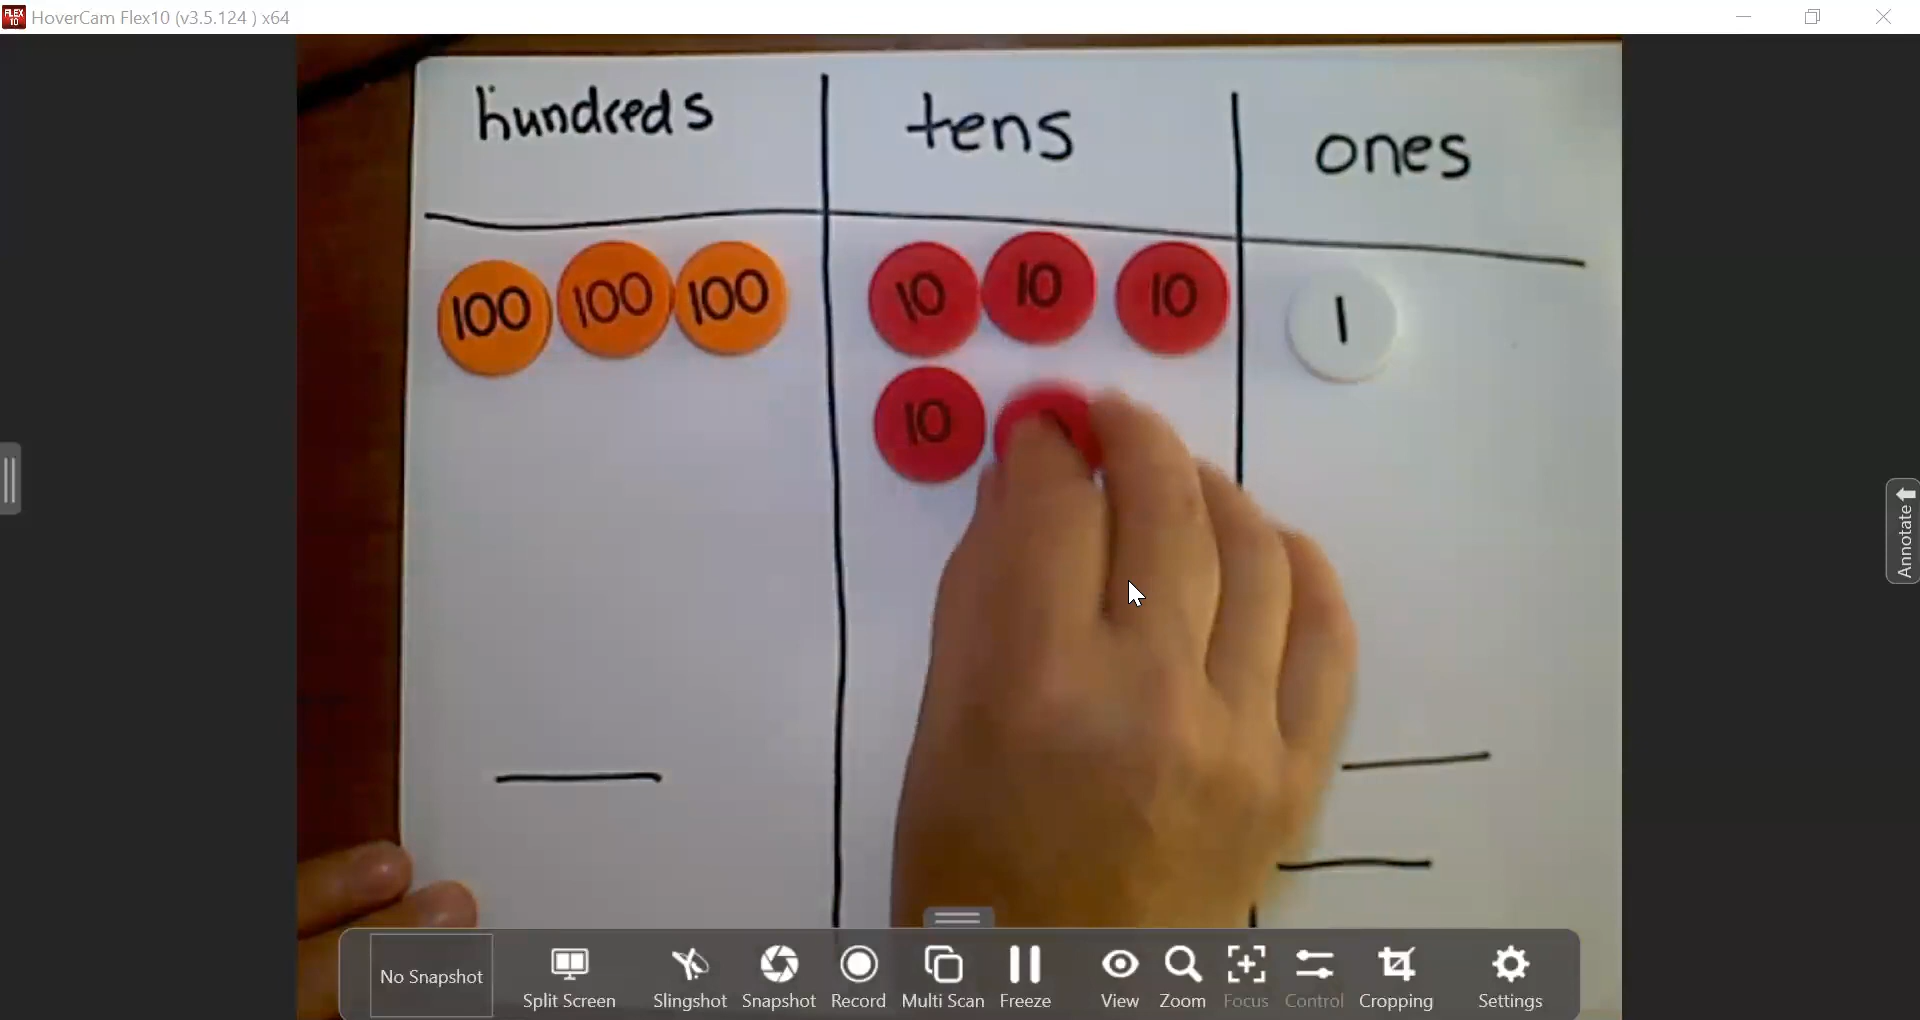 HoverCam Flex10 (v3.5.124 ) x64
hundreds tens ones
100 100 100 10 10 10 1
10
Annotate
No Snapshot
Split Screen Slingshot Snapshot Record Multi Scan Freeze View Zoom Focus Control Cropping Settings